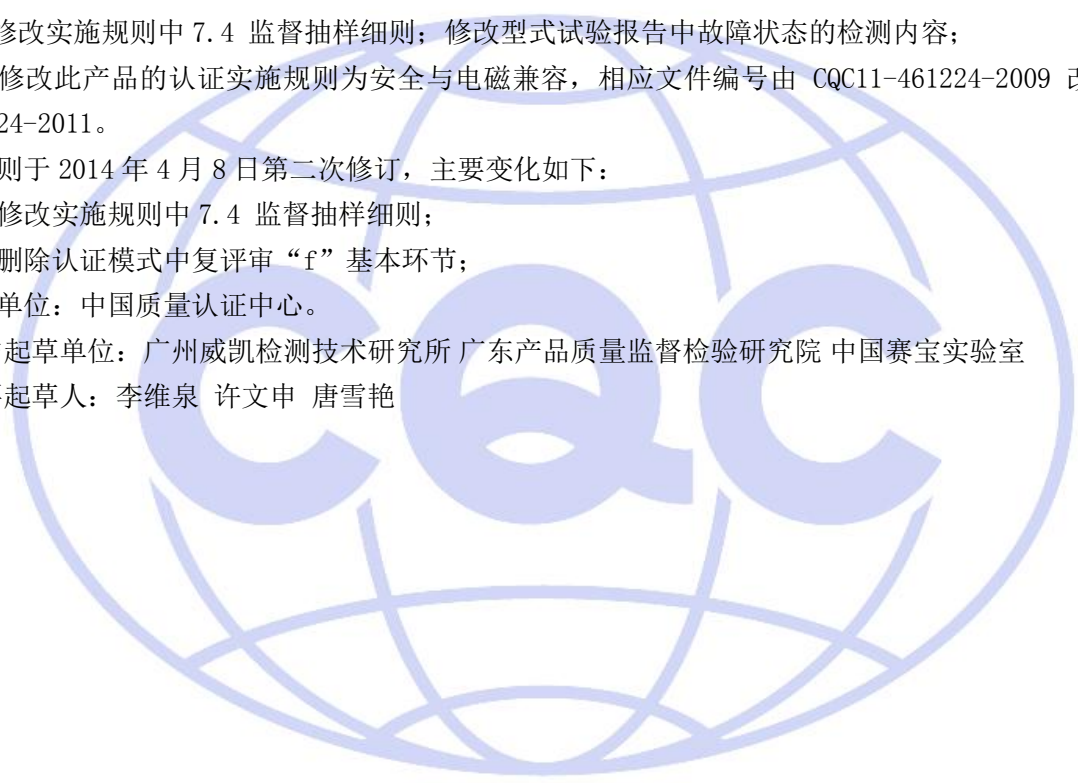 修改实施规则中 7.4 监督抽样细则；修改型式试验报告中故障状态的检测内容；
修改此产品的认证实施规则为安全与电磁兼容，相应文件编号由 CQC11-461224-2009
24-2011。
则于 2014 年 4 月 8 日第二次修订，主要变化如下：
修改实施规则中 7.4 监督抽样细则；
删除认证模式中复评审“f”基本环节；
单位：中国质量认证中心。
起草单位：广州威凯检测技术研究所 广东产品质量监督检验研究院 中国赛宝实验室
起草人：李维泉 许文申 唐雪艳
CQC